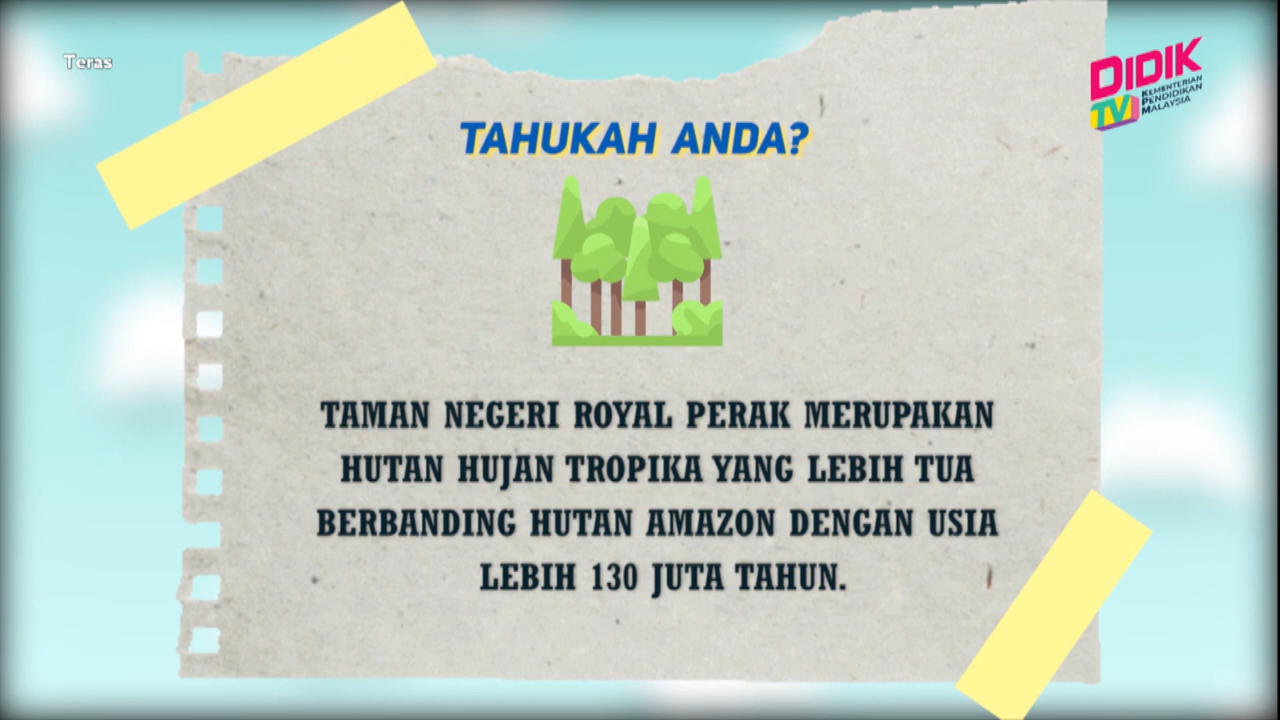 Teras
DIDIK
TV
KEMENTERIAN
PENDIDIKAN
MALAYSIA
TAHUKAH ANDA?
TAMAN NEGERI ROYAL PERAK MERUPAKAN
HUTAN HUJAN TROPIKA YANG LEBIH TUA
BERBANDING HUTAN AMAZON DENGAN USIA
LEBIH 130 JUTA TAHUN.